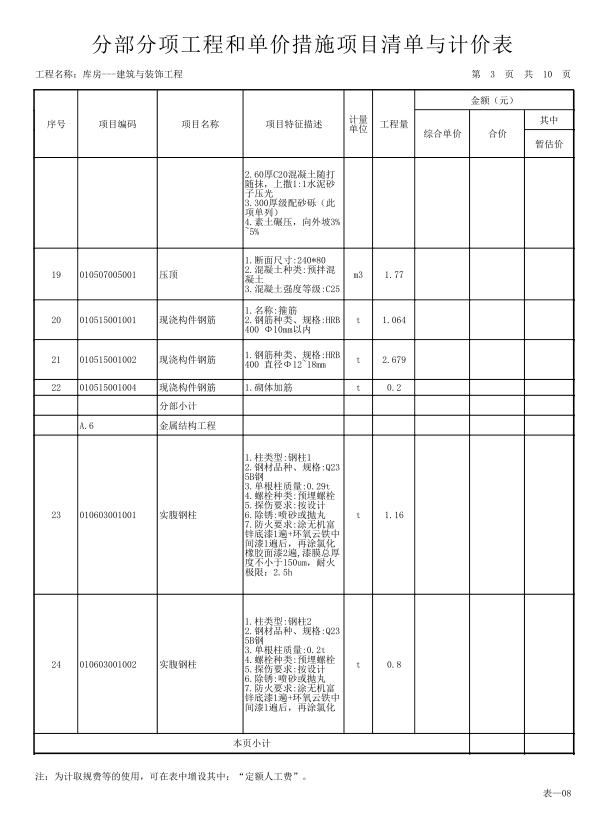 分部分项工程和单价措施项目清单与计价表
工程名称：库房---建筑与装饰工程 第 3 页 共 10 页
序号 项目编码 项目名称 项目特征描述 计量单位 工程量 金额（元）
综合单价 合价 其中
暂估价
2.60厚C20混凝土随打
随抹，上撒1:1水泥砂
子压光
3.300厚级配砂砾（此
项单列）
4.素土碾压，向外坡3%
~5%
19 010507005001 压顶 1.断面尺寸:240*80
2.混凝土种类:预拌混
凝土
3.混凝土强度等级:C25
m3 1.77
20 010515001001 现浇构件钢筋 1.名称:箍筋
2.钢筋种类、规格:HRB
400 Φ10mm以内
t 1.064
21 010515001002 现浇构件钢筋 1.钢筋种类、规格:HRB
400 直径Φ12~18mm
t 2.679
22 010515001004 现浇构件钢筋 1.砌体加筋 t 0.2
分部小计
A.6 金属结构工程
23 010603001001 实腹钢柱 1.柱类型:钢柱1
2.钢材品种、规格:Q23
5B钢
3.单根柱质量:0.29t
4.螺栓种类:预埋螺栓
5.探伤要求:按设计
6.除锈:喷砂或抛丸
7.防火要求:涂无机富
锌底漆1遍+环氧云铁中
间漆1遍后，再涂氯化
橡胶面漆2遍,漆膜总厚
度不小于150um，耐火
极限：2.5h
t 1.16
24 010603001002 实腹钢柱 1.柱类型:钢柱2
2.钢材品种、规格:Q23
5B钢
3.单根柱质量:0.2t
4.螺栓种类:预埋螺栓
5.探伤要求:按设计
6.除锈:喷砂或抛丸
7.防火要求:涂无机富
锌底漆1遍+环氧云铁中
间漆1遍后，再涂氯化
t 0.8
本页小计
注：为计取规费等的使用，可在表中增设其中：“定额人工费”。
表—08